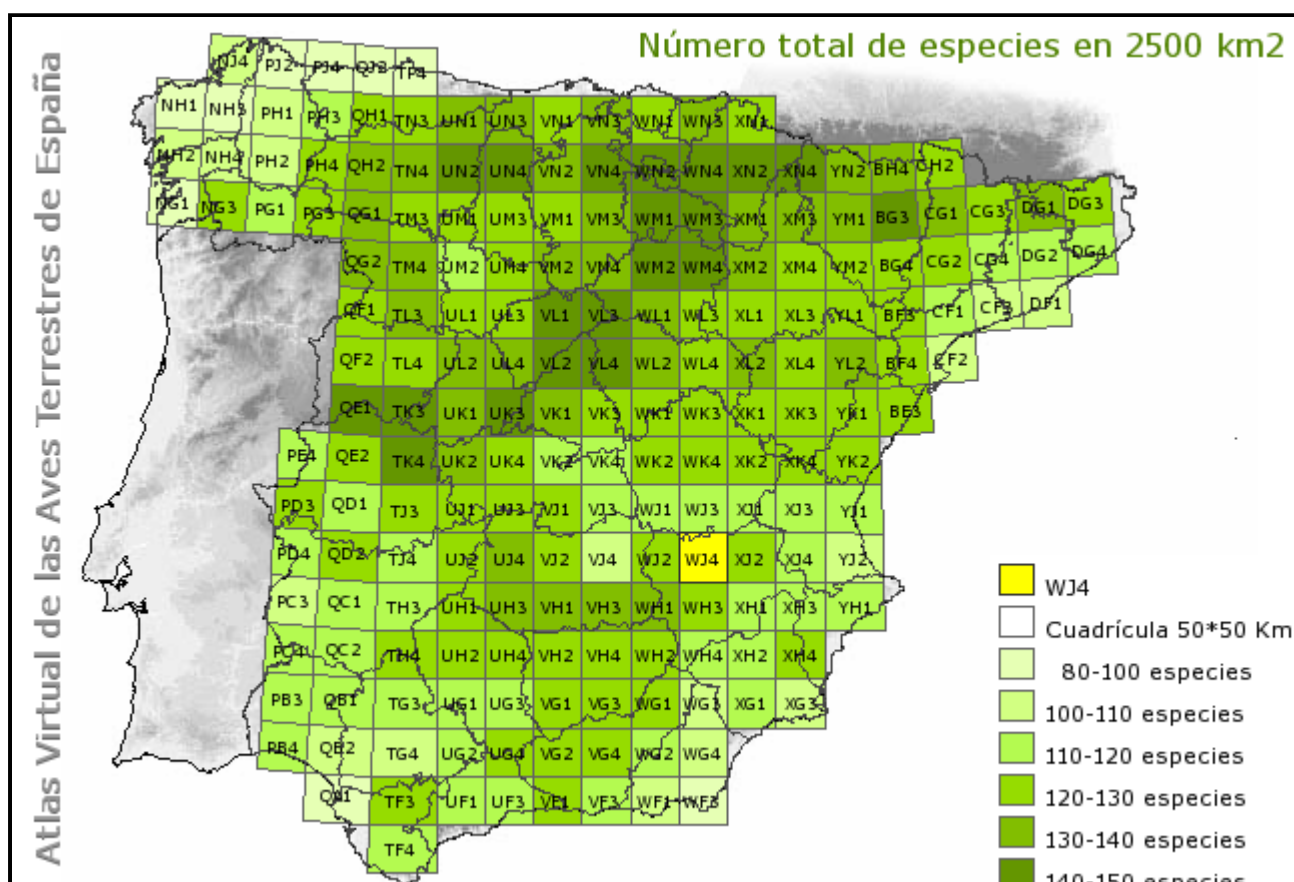 Número total de especies en 2500 km2
Atlas Virtual de las Aves Terrestres de España
NJ4 PJ2 PJ4 QJ2 TP4
NH1 NH3 PH1 PH3 QH1 TN3 UN1 UN3 VN1 VN3 WN1 WN3 XN1
NH2 NH4 PH2 PH4 QH2 TN4 UN2 UN4 VN2 VN4 WN2 WN4 XN2 XN4 YN2 BH4 CH2
NG1 NG3 PG1 PG3 QG1 TM3 UM1 UM3 VM1 VM3 WM1 WM3 XM1 XM3 YM1 BG3 CG1 CG3 DG1 DG3
QG2 TM4 UM2 UM4 VM2 VN4 WM2 WM4 XM2 XM4 YM2 BG4 CG2 CG4 DG2 DG4
QF1 TL3 UL1 UL3 VL1 VL3 WL1 WL3 XL1 XL3 YL1 BF3 CF1 CF3 DF1
QF2 TL4 UL2 UL4 VL2 VL4 WL2 WL4 XL2 XL4 YL2 BF4 CF2
QE1 TK3 UK1 UK3 VK1 VK3 WK1 WK3 XK1 XK3 YK1 BE3
PE4 QE2 TK4 UK2 UK4 VK2 VK4 WK2 WK4 XK2 XK4 YK2
PD3 QD1 TJ3 UJ1 UJ3 VJ1 VJ3 WJ1 WJ3 XJ1 XJ3 YJ1
PD4 QD2 TJ4 UJ2 UJ4 VJ2 VJ4 WJ2 WJ4 XJ2 XJ4 YJ2
PC3 QC1 TH3 UH1 UH3 VH1 VH3 WH1 WH3 XH1 XH3 YH1
PC4 QC2 TH4 UH2 UH4 VH2 VH4 WH2 WH4 XH2 XH4
PB3 QB1 TG3 UG1 UG3 VG1 VG3 WG1 WG3 XG1 XG3
PB4 QB2 TG4 UG2 UG4 VG2 VG4 WG2 WG4
QA1 TF3 UF1 UF3 VF1 VF3 WF1 WF3
TF4
WJ4
Cuadrícula 50*50 Km
80-100 especies
100-110 especies
110-120 especies
120-130 especies
130-140 especies
140-150 especies